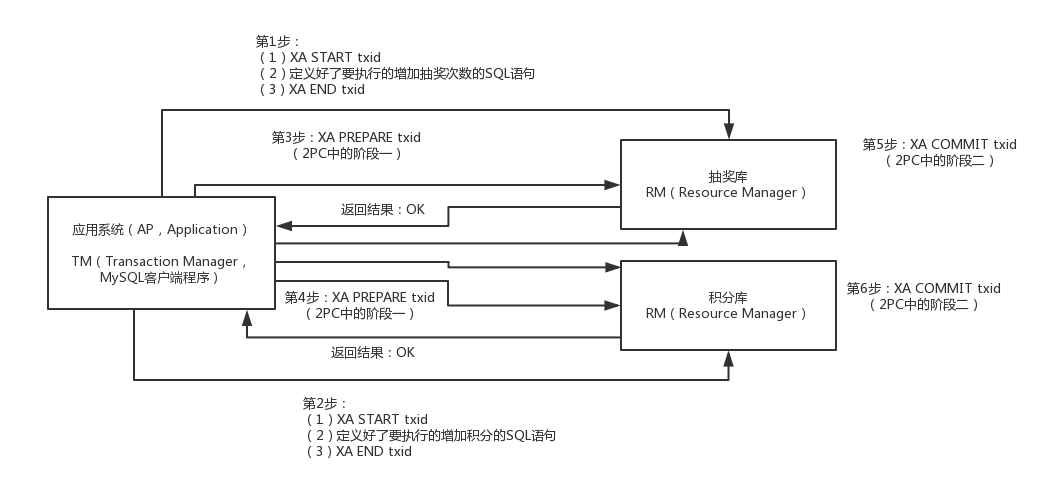 第1步：
（1）XA START txid
（2）定义好了要执行的增加抽奖次数的SQL语句
（3）XA END txid
第3步：XA PREPARE txid
（2PC中的阶段一）
第5步：XA COMMIT txid
（2PC中的阶段二）
抽奖库
RM（Resource Manager）
返回结果：OK
应用系统（AP，Application）
TM（Transaction Manager，
MySQL客户端程序）
第4步：XA PREPARE txid
（2PC中的阶段一）
积分库
RM（Resource Manager）
第6步：XA COMMIT txid
（2PC中的阶段二）
返回结果：OK
第2步：
（1）XA START txid
（2）定义好了要执行的增加积分的SQL语句
（3）XA END txid